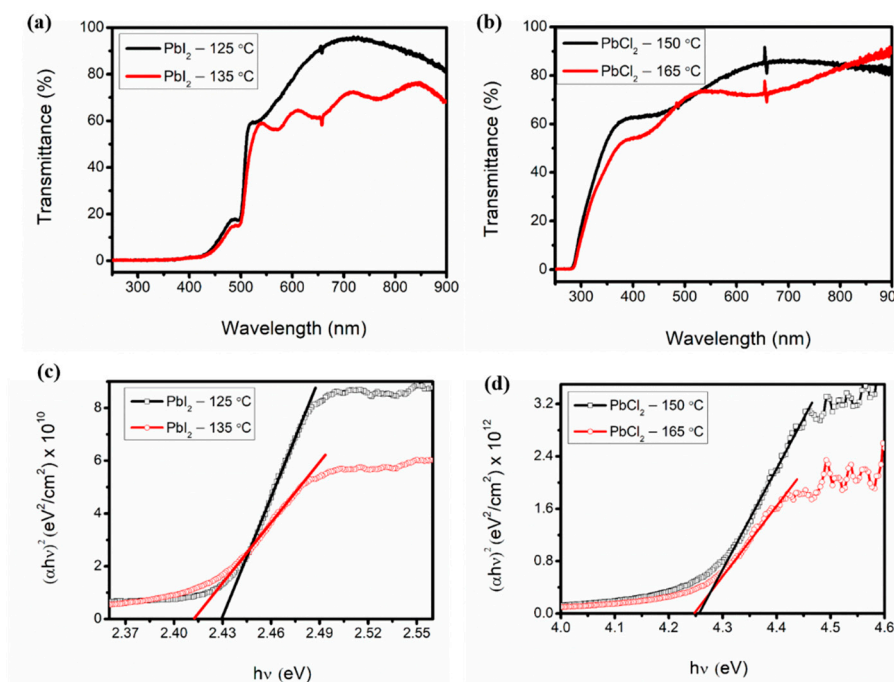 (a)
PbI₂ – 125 °C
PbI₂ – 135 °C
Transmittance (%)
100
80
60
40
20
0
300 400 500 600 700 800 900
Wavelength (nm)
(b)
PbCl₂ – 150 °C
PbCl₂ – 165 °C
Transmittance (%)
100
80
60
40
20
0
300 400 500 600 700 800 900
Wavelength (nm)
(c)
PbI₂ – 125 °C
PbI₂ – 135 °C
(αhν)² (eV²/cm²) x 10¹⁰
8
6
4
2
0
2.37 2.40 2.43 2.46 2.49 2.52 2.55
hν (eV)
(d)
PbCl₂ – 150 °C
PbCl₂ – 165 °C
(αhν)² (eV²/cm²) x 10¹²
3.2
2.4
1.6
0.8
0.0
4.0 4.1 4.2 4.3 4.4 4.5 4.6
hν (eV)